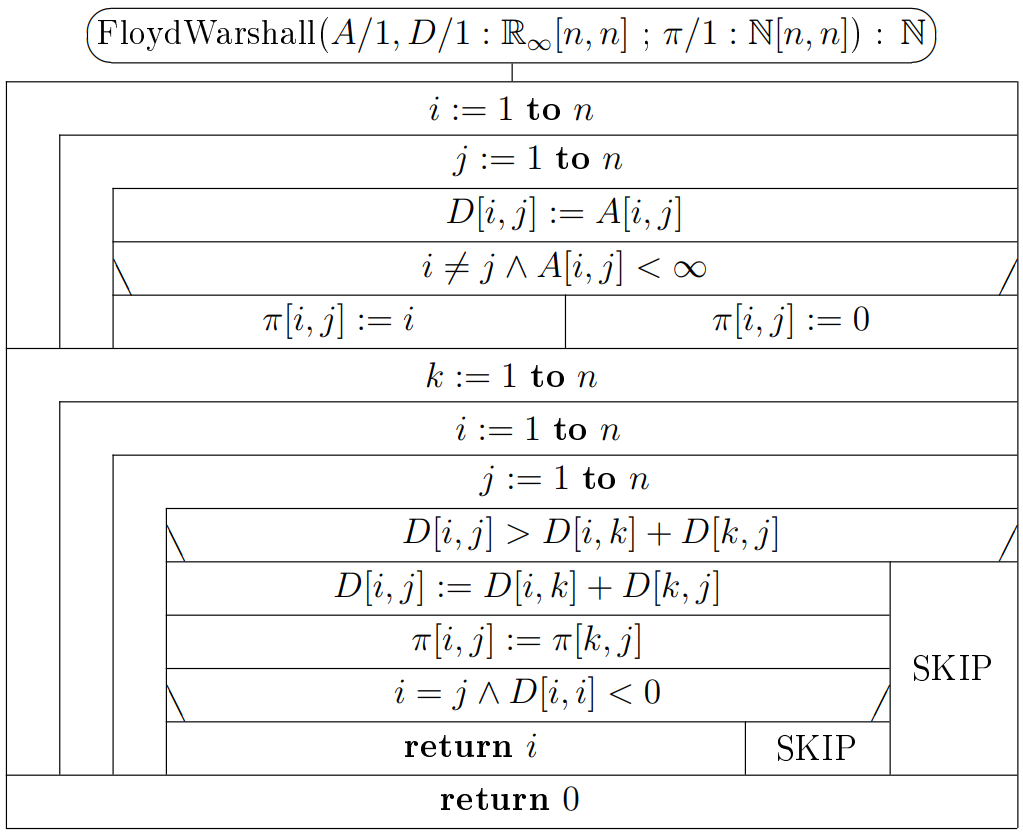 FloydWarshall(A/1, D/1 : ℝ∞[n, n] ; π/1 : ℕ[n, n]) : ℕ
i := 1 to n
j := 1 to n
D[i, j] := A[i, j]
i ≠ j ∧ A[i, j] < ∞
π[i, j] := i π[i, j] := 0
k := 1 to n
i := 1 to n
j := 1 to n
D[i, j] > D[i, k] + D[k, j]
D[i, j] := D[i, k] + D[k, j]
π[i, j] := π[k, j]
SKIP
i = j ∧ D[i, i] < 0
return i SKIP
return 0